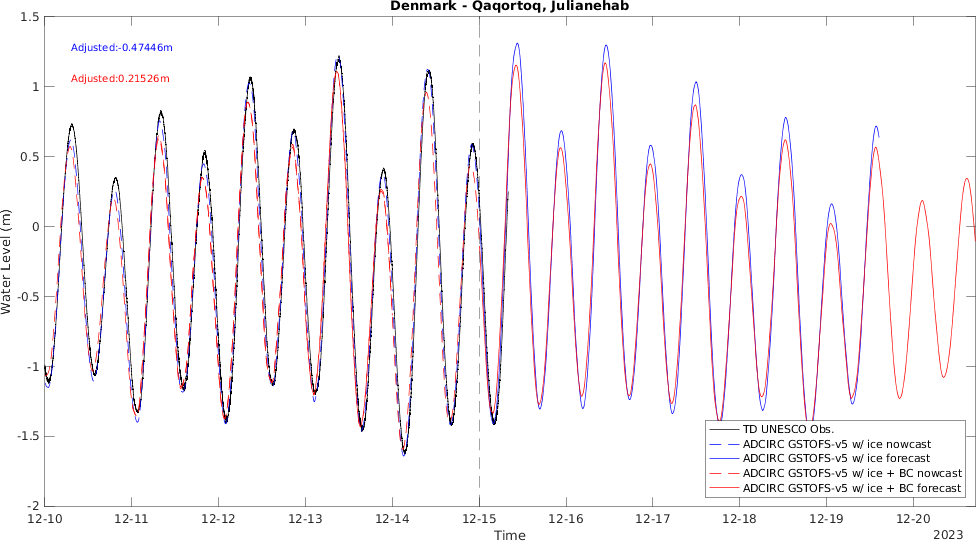 Denmark - Qaqortoq, Julianehab
Adjusted:-0.47446m
Adjusted:0.21526m
1.5
1
0.5
0
-0.5
-1
-1.5
-2
Water Level (m)
TD UNESCO Obs.
ADCIRC GSTOFS-v5 w/ ice nowcast
ADCIRC GSTOFS-v5 w/ ice forecast
ADCIRC GSTOFS-v5 w/ ice + BC nowcast
ADCIRC GSTOFS-v5 w/ ice + BC forecast
12-10 12-11 12-12 12-13 12-14 12-15 12-16 12-17 12-18 12-19 12-20
Time
2023